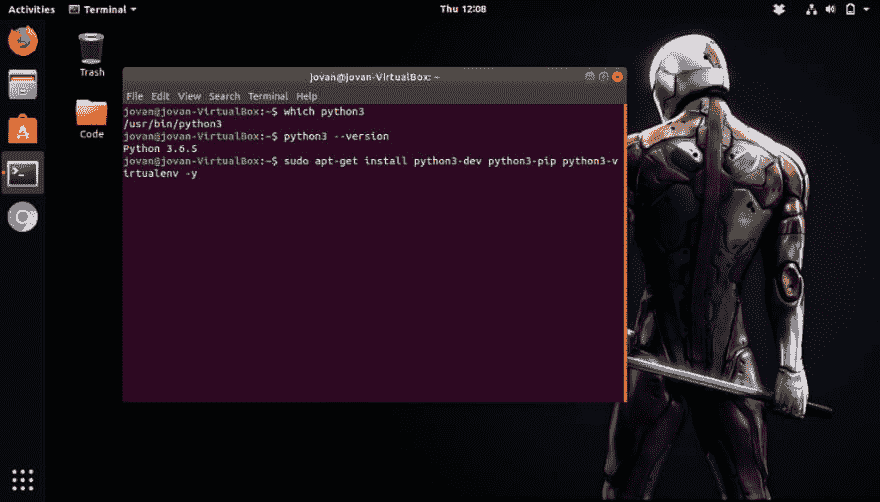 Activities Terminal Thu 12:08
Trash
Code
jovan@jovan-VirtualBox: ~
File Edit View Search Terminal Help
jovan@jovan-VirtualBox:~$ which python3
/usr/bin/python3
jovan@jovan-VirtualBox:~$ python3 --version
Python 3.6.5
jovan@jovan-VirtualBox:~$ sudo apt-get install python3-dev python3-pip python3-v
irtualenv -y